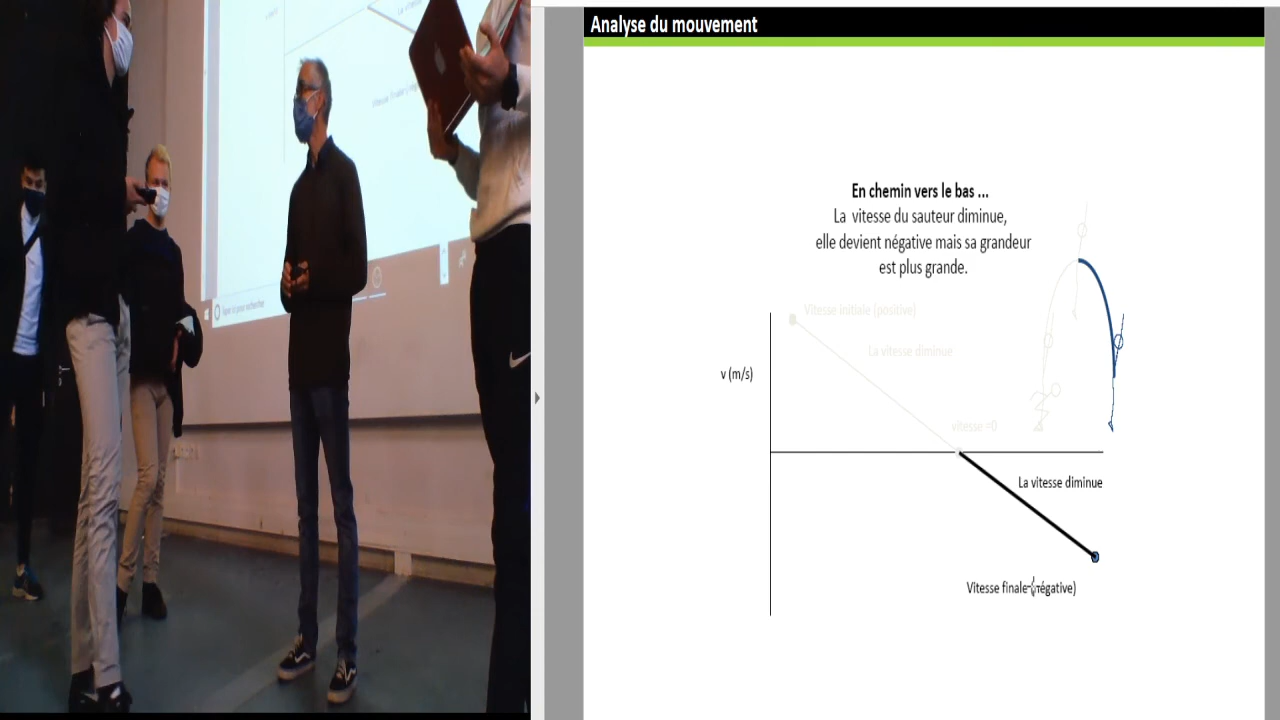 Analyse du mouvement
En chemin vers le bas ...
La vitesse du sauteur diminue,
elle devient négative mais sa grandeur
est plus grande.
Vitesse initiale (positive)
La vitesse diminue
v (m/s)
vitesse =0
La vitesse diminue
Vitesse finale (négative)